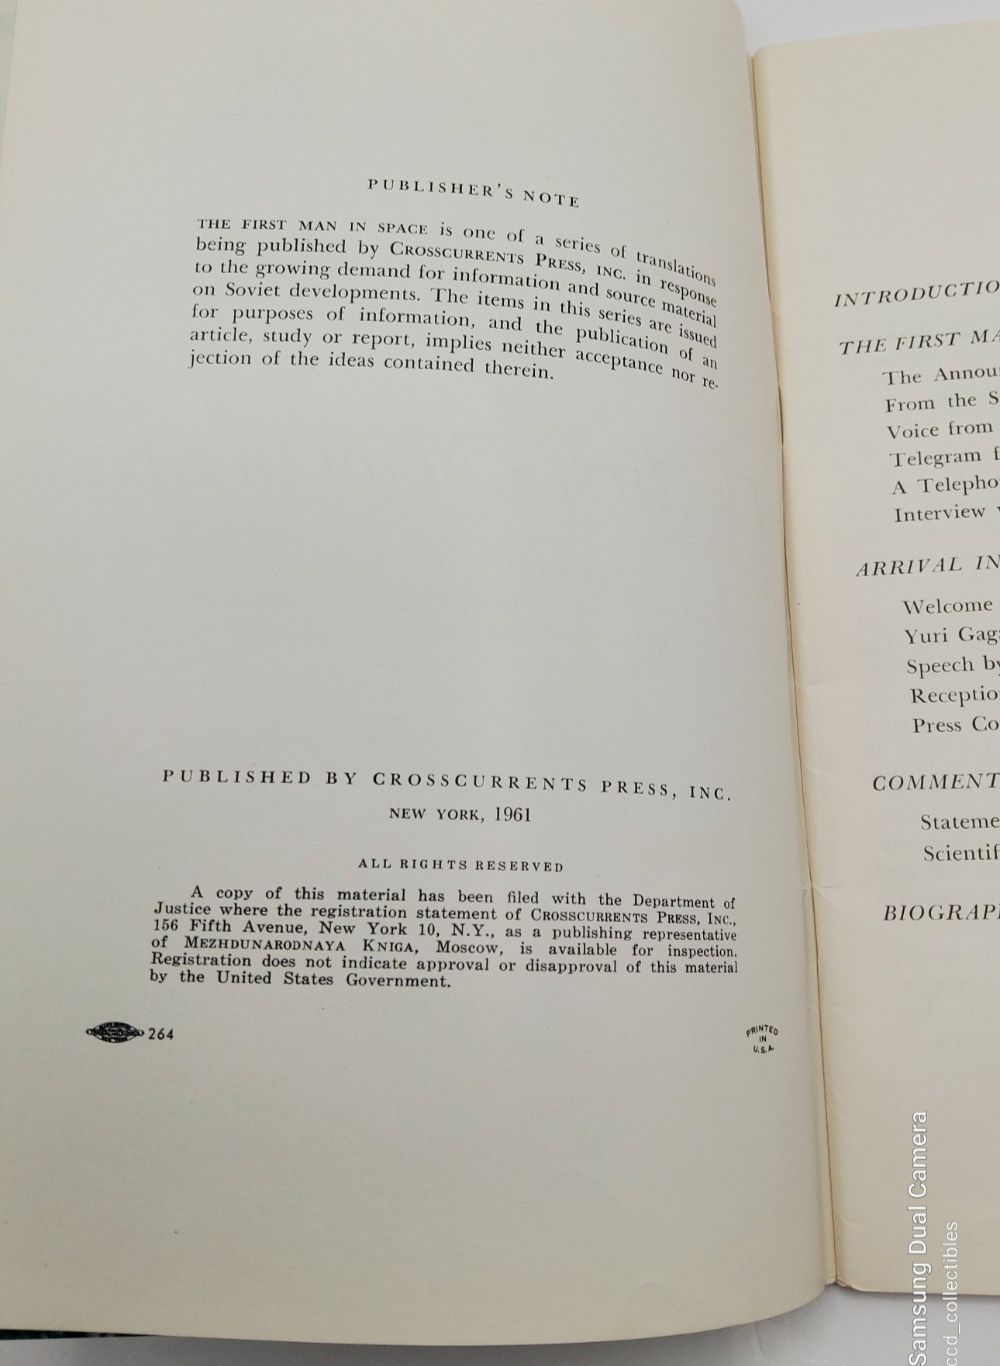 PUBLISHER'S NOTE
THE FIRST MAN IN SPACE is one of a series of translations
being published by CROSSCURRENTS PRESS, INC. in response
to the growing demand for information and source material
on Soviet developments. The items in this series are issued
for purposes of information, and the publication of an
article, study or report, implies neither acceptance nor re-
jection of the ideas contained therein.
PUBLISHED BY CROSSCURRENTS PRESS, INC.
NEW YORK, 1961
ALL RIGHTS RESERVED
A copy of this material has been filed with the Department of
Justice where the registration statement of CROSSCURRENTS PRESS, INC.,
156 Fifth Avenue, New York 10, N.Y., as a publishing representative
of MEZHDUNARODNAYA KNIGA, Moscow, is available for inspection.
Registration does not indicate approval or disapproval of this material
by the United States Government.
264
PRINTED
IN
U.S.A.
INTRODUCTIO
THE FIRST MA
The Annou
From the S
Voice from
Telegram f
A Telepho
Interview
ARRIVAL IN
Welcome
Yuri Gag
Speech by
Receptio
Press Co
COMMENT
Stateme
Scientif
BIOGRAP
Samsung Dual Camera
ccd_collectibles